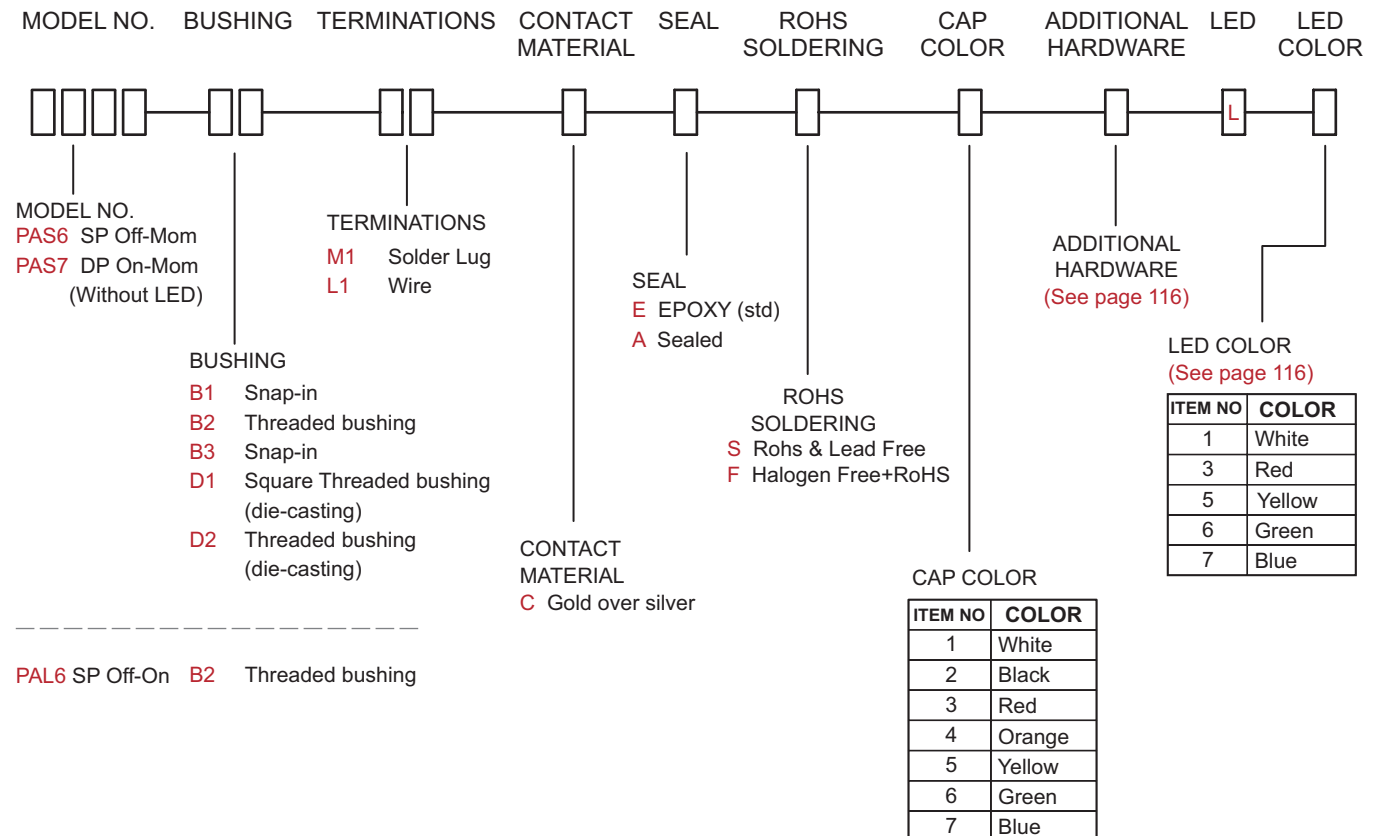 MODEL NO. BUSHING TERMINATIONS CONTACT MATERIAL SEAL ROHS SOLDERING CAP COLOR ADDITIONAL HARDWARE LED LED COLOR
L
MODEL NO.
PAS6 SP Off-Mom
PAS7 DP On-Mom
(Without LED)
BUSHING
B1 Snap-in
B2 Threaded bushing
B3 Snap-in
D1 Square Threaded bushing
(die-casting)
D2 Threaded bushing
(die-casting)
PAL6 SP Off-On B2 Threaded bushing
TERMINATIONS
M1 Solder Lug
L1 Wire
CONTACT
MATERIAL
C Gold over silver
SEAL
E EPOXY (std)
A Sealed
ROHS
SOLDERING
S Rohs & Lead Free
F Halogen Free+RoHS
CAP COLOR
ITEM NO COLOR
1 White
2 Black
3 Red
4 Orange
5 Yellow
6 Green
7 Blue
ADDITIONAL
HARDWARE
(See page 116)
LED COLOR
(See page 116)
ITEM NO COLOR
1 White
3 Red
5 Yellow
6 Green
7 Blue